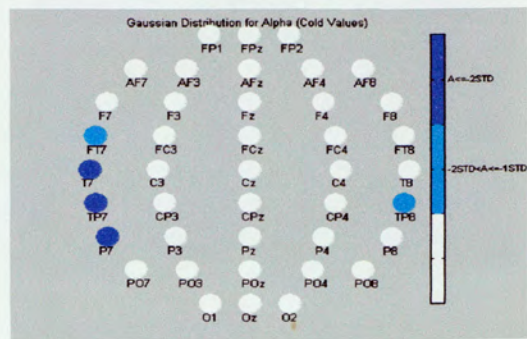 Gaussian Distribution for Alpha (Cold Values)
FP1 FPz FP2
AF7 AF3 AFz AF4 AF8
F7 F3 Fz F4 F8
FT7 FC3 FCz FC4 FT8
T7 C3 Cz C4 T8
TP7 CP3 CPz CP4 TP8
P7 P3 Pz P4 P8
PO7 PO3 POz PO4 PO8
O1 Oz O2
A<=-2STD
-2STD<A<=-1STD